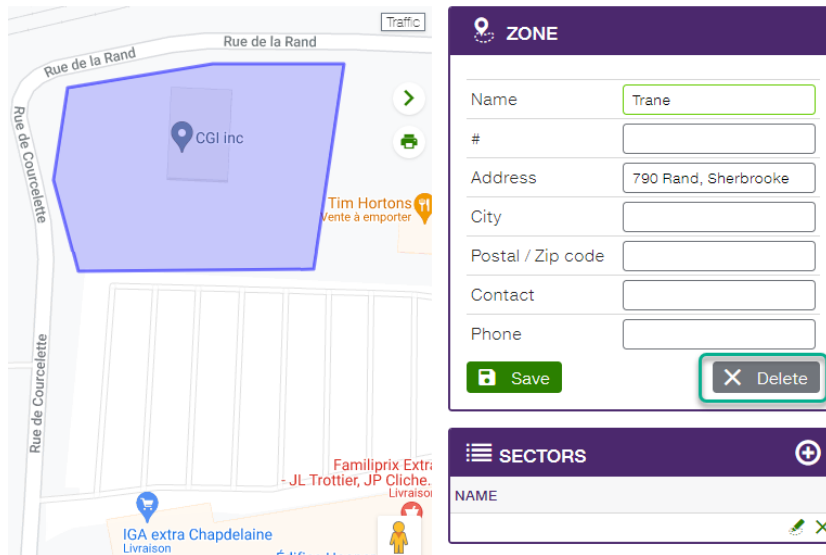 Traffic
Rue de la Rand
Rue de la Rand
Rue de Courcelette
CGI inc
Tim Hortons
Vente à emporter
Rue de Courcelette
Familiprix Extra
- JL Trottier, JP Cliche.
Livraison
IGA extra Chapdelaine
Livraison
ZONE
Name Trane
#
Address 790 Rand, Sherbrooke
City
Postal / Zip code
Contact
Phone
Save Delete
SECTORS
NAME